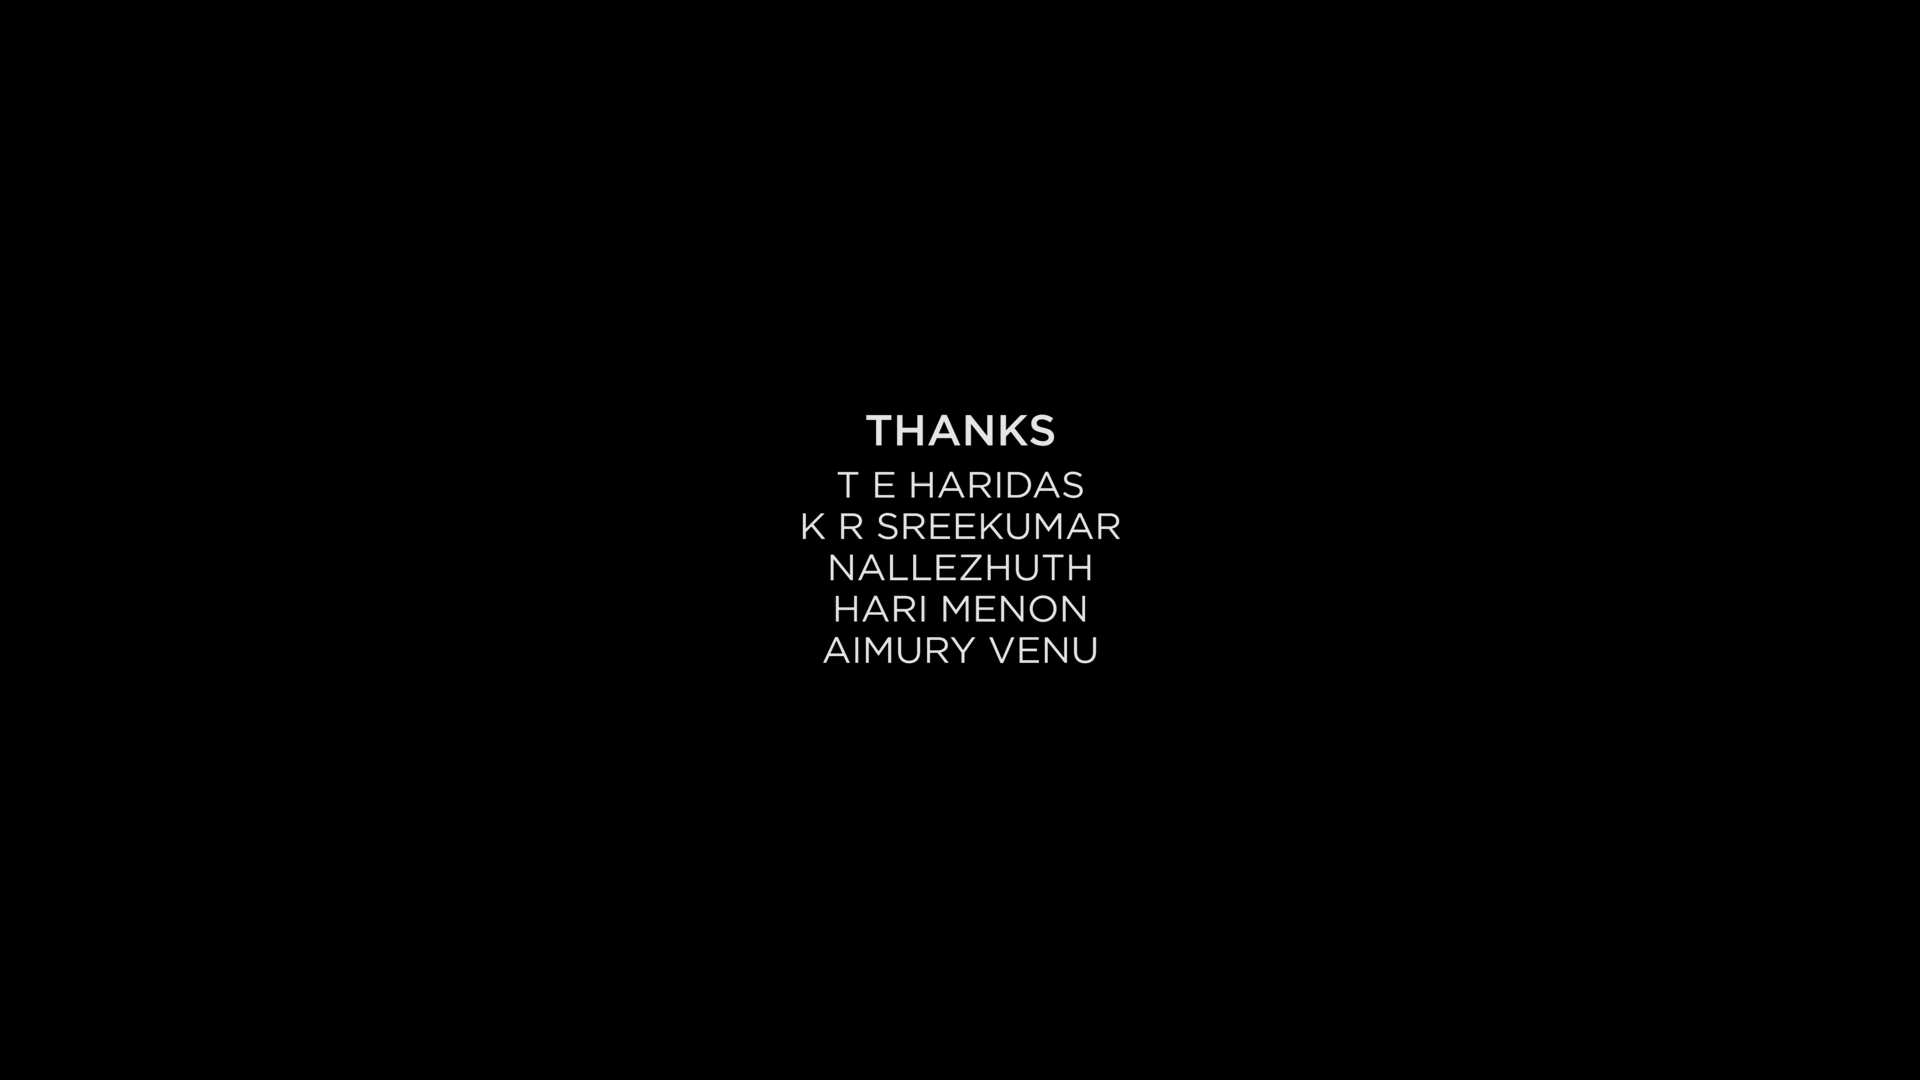 THANKS
T E HARIDAS
K R SREEKUMAR
NALLEZHUTH
HARI MENON
AIMURY VENU